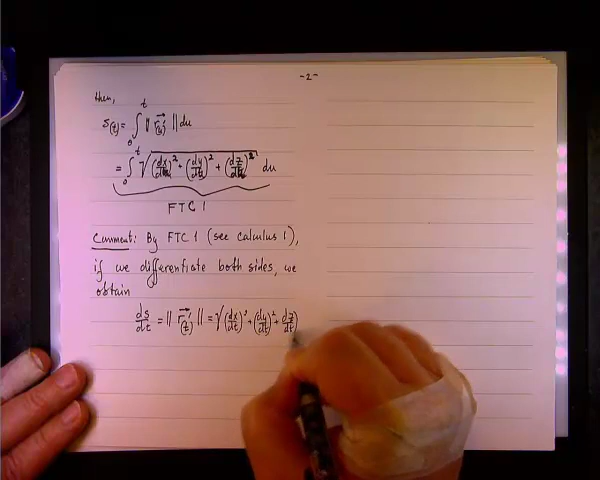 -2-
then,
s(t) = ∫₀ᵗ ‖ r⃗'(u) ‖ du
= ∫₀ᵗ √((dx/du)² + (dy/du)² + (dz/du)²) du
FTC 1
Comment: By FTC 1 (see calculus 1),
if we differentiate both sides, we
obtain
ds/dt = ‖ r⃗'(t) ‖ = √((dx/dt)² + (dy/dt)² + (dz/dt)